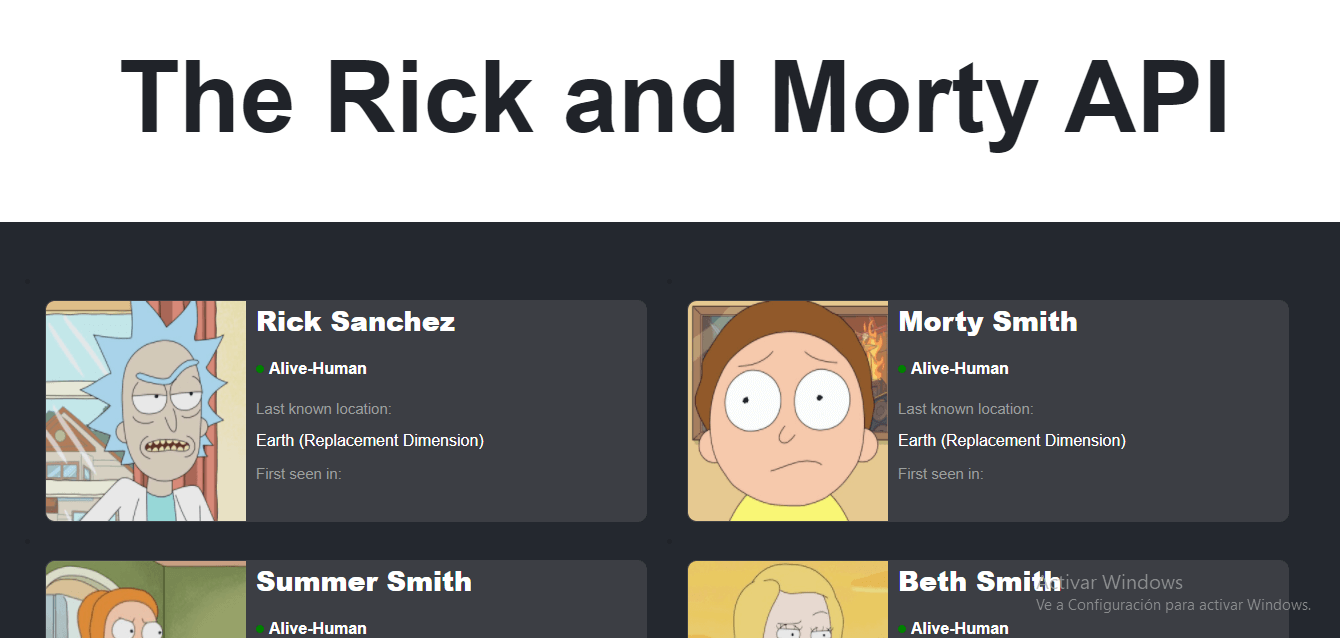 The Rick and Morty API
Rick Sanchez
Alive-Human
Last known location:
Earth (Replacement Dimension)
First seen in:
Morty Smith
Alive-Human
Last known location:
Earth (Replacement Dimension)
First seen in:
Summer Smith
Alive-Human
Beth Smith
Alive-Human
Activar Windows
Ve a Configuración para activar Windows.